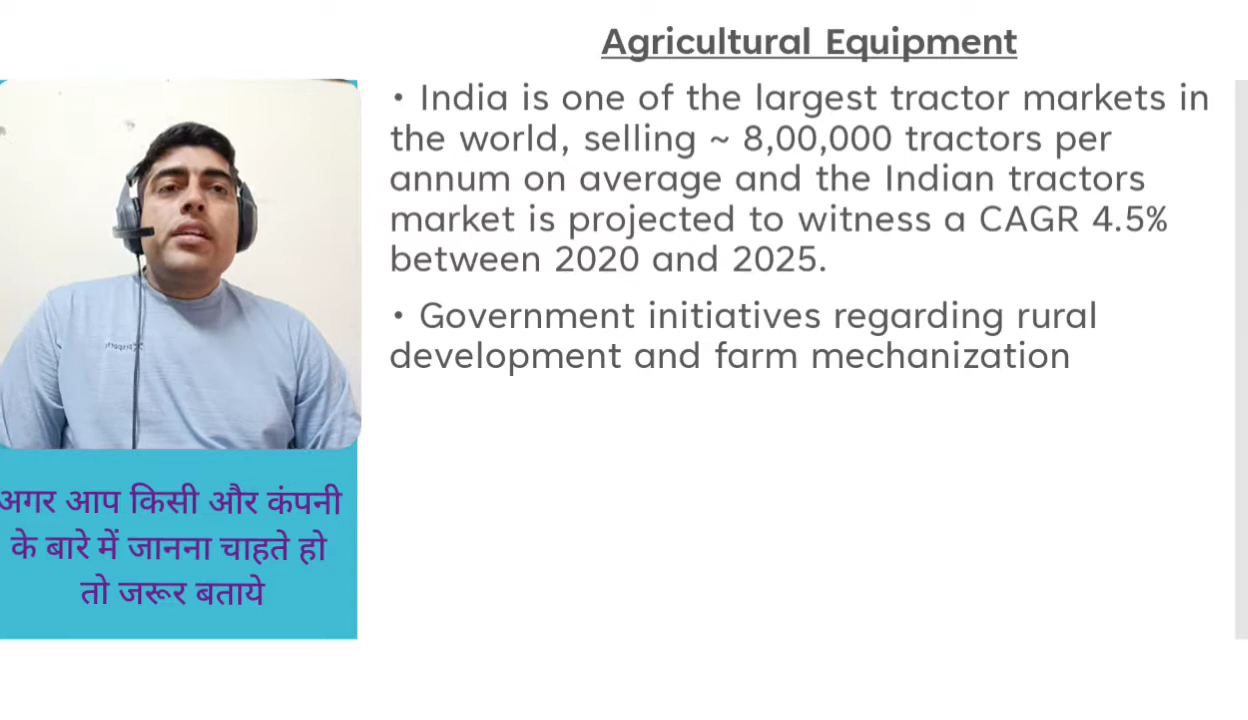 Agricultural Equipment
• India is one of the largest tractor markets in
the world, selling ~ 8,00,000 tractors per
annum on average and the Indian tractors
market is projected to witness a CAGR 4.5%
between 2020 and 2025.
• Government initiatives regarding rural
development and farm mechanization
अगर आप किसी और कंपनी
के बारे में जानना चाहते हो
तो जरूर बताये